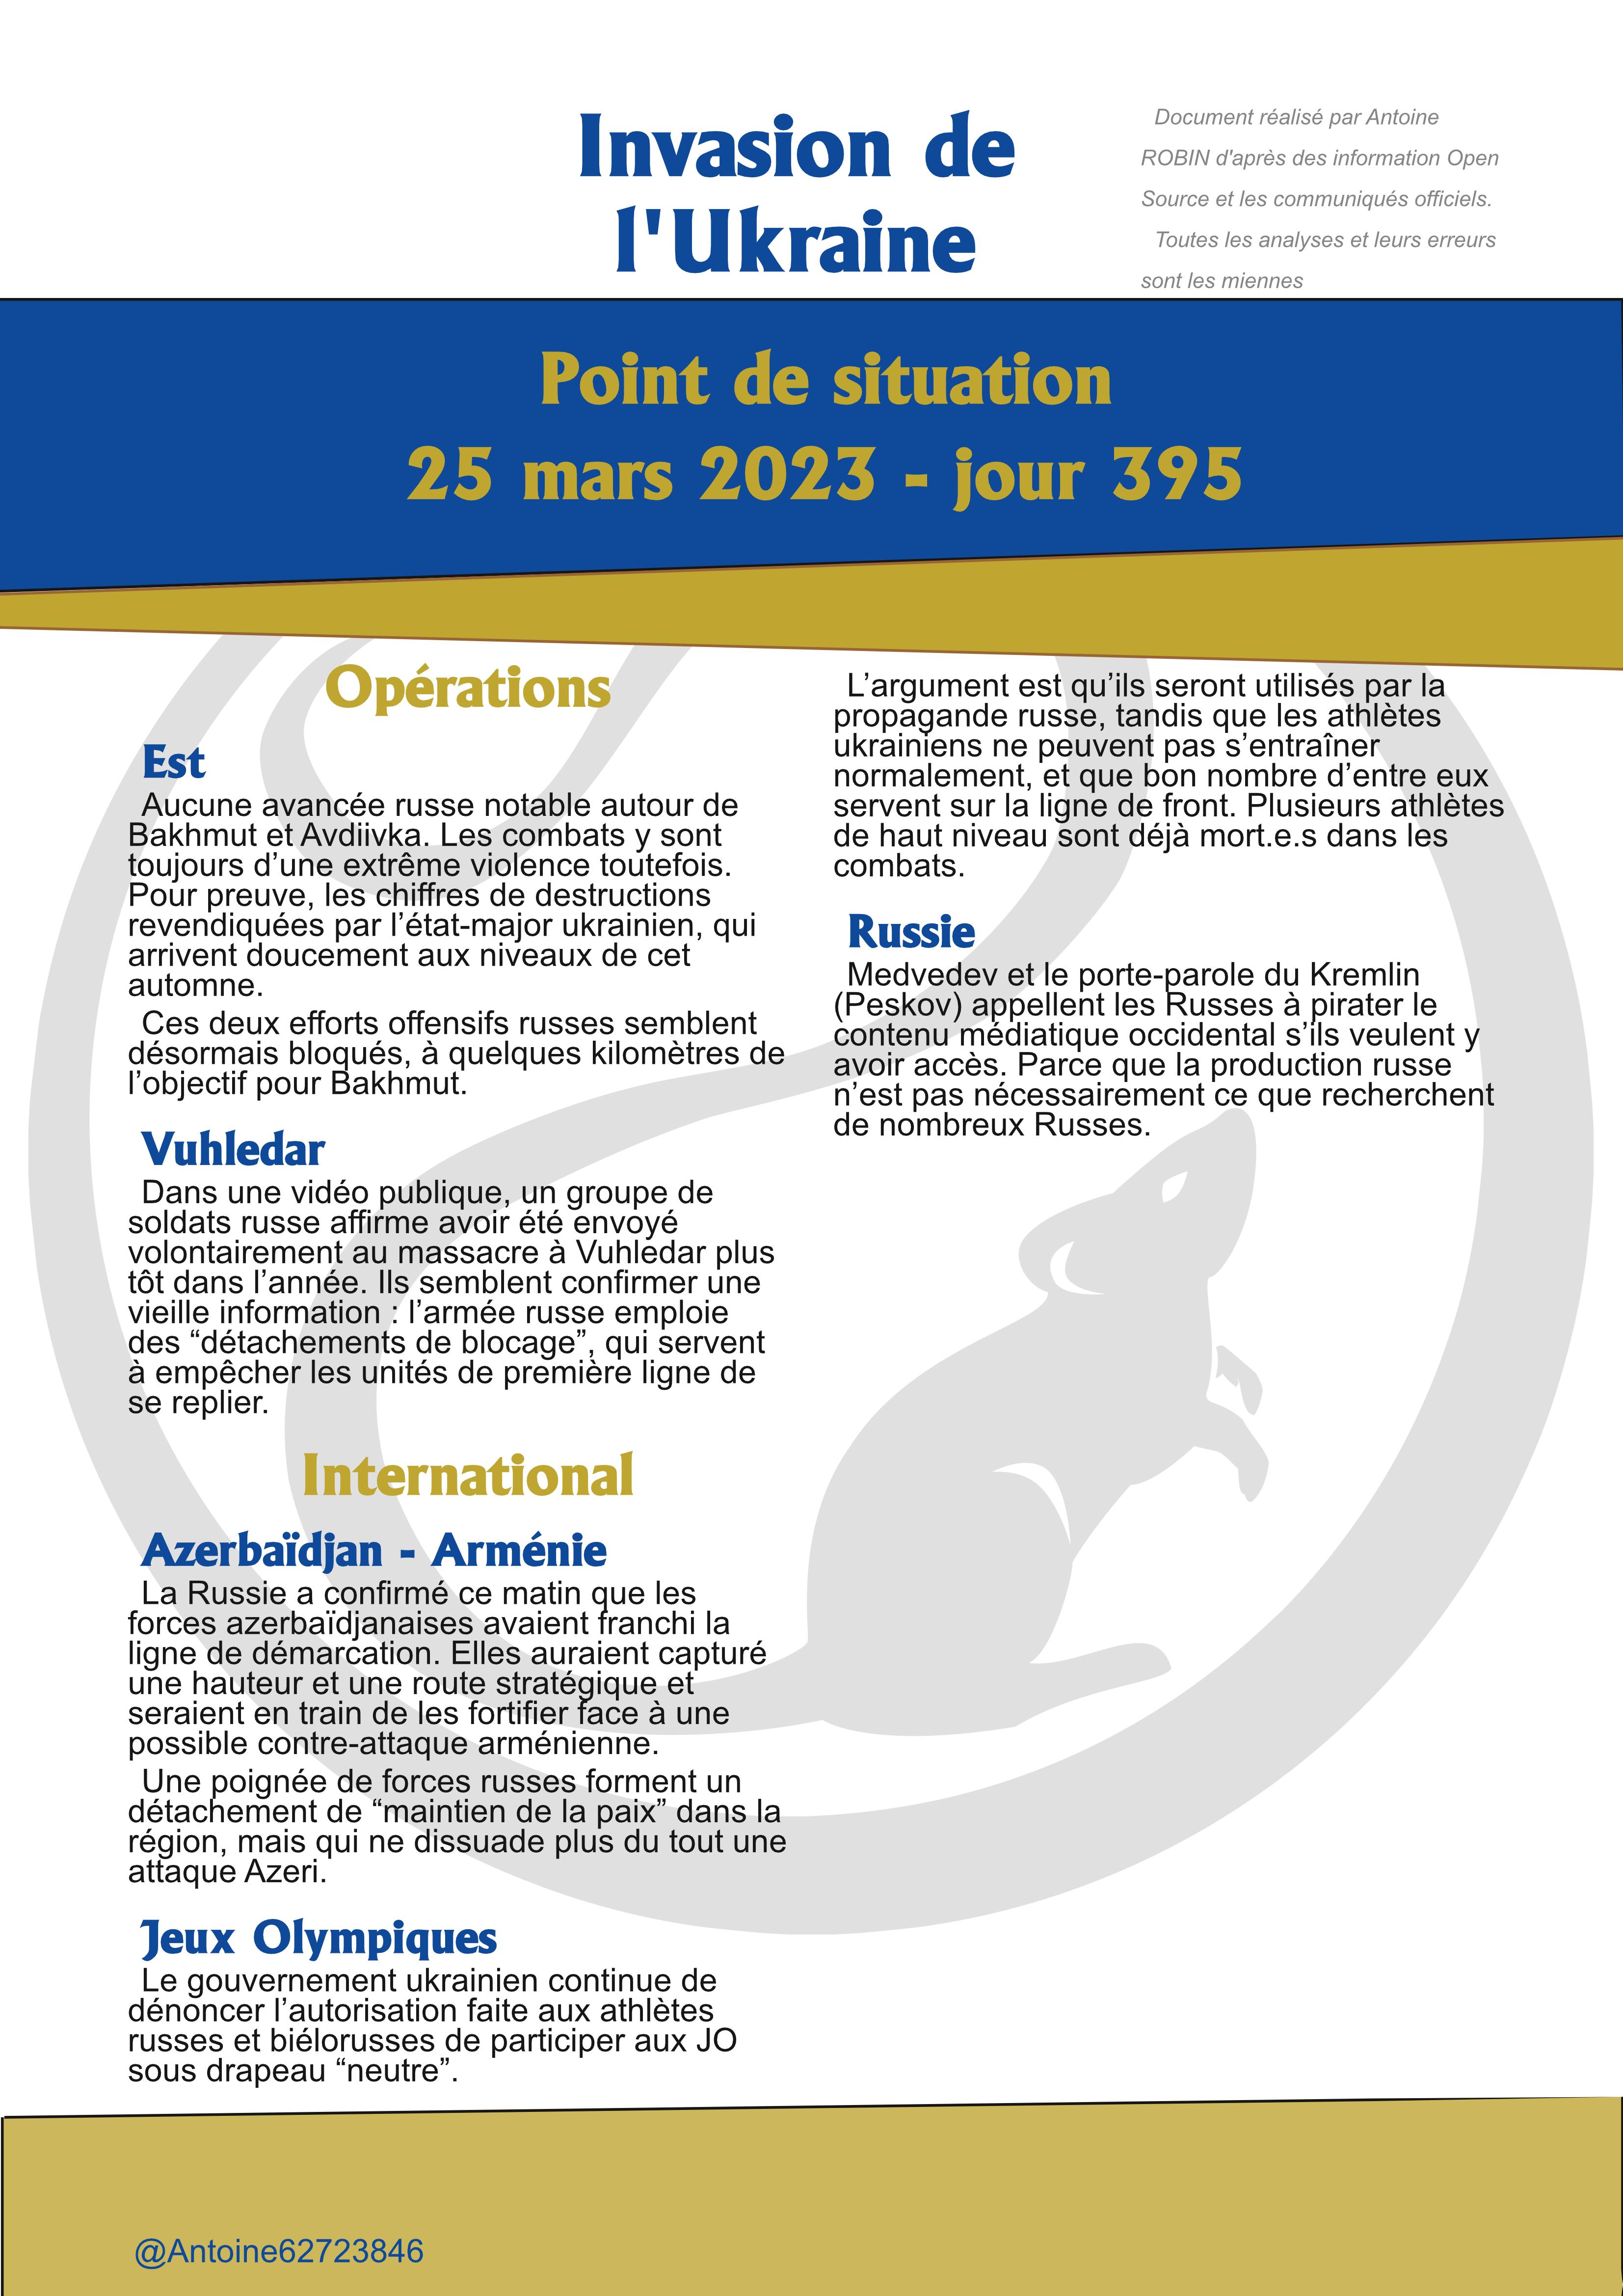 Invasion de
l'Ukraine
Document réalisé par Antoine
ROBIN d'après des information Open
Source et les communiqués officiels.
Toutes les analyses et leurs erreurs
sont les miennes
Point de situation
25 mars 2023 - jour 395
Opérations
Est
Aucune avancée russe notable autour de
Bakhmut et Avdiivka. Les combats y sont
toujours d’une extrême violence toutefois.
Pour preuve, les chiffres de destructions
revendiquées par l’état-major ukrainien, qui
arrivent doucement aux niveaux de cet
automne.
Ces deux efforts offensifs russes semblent
désormais bloqués, à quelques kilomètres de
l’objectif pour Bakhmut.
Vuhledar
Dans une vidéo publique, un groupe de
soldats russe affirme avoir été envoyé
volontairement au massacre à Vuhledar plus
tôt dans l’année. Ils semblent confirmer une
vieille information : l’armée russe emploie
des “détachements de blocage”, qui servent
à empêcher les unités de première ligne de
se replier.
International
Azerbaïdjan - Arménie
La Russie a confirmé ce matin que les
forces azerbaïdjanaises avaient franchi la
ligne de démarcation. Elles auraient capturé
une hauteur et une route stratégique et
seraient en train de les fortifier face à une
possible contre-attaque arménienne.
Une poignée de forces russes forment un
détachement de “maintien de la paix” dans la
région, mais qui ne dissuade plus du tout une
attaque Azeri.
Jeux Olympiques
Le gouvernement ukrainien continue de
dénoncer l’autorisation faite aux athlètes
russes et biélorusses de participer aux JO
sous drapeau “neutre”.
L’argument est qu’ils seront utilisés par la
propagande russe, tandis que les athlètes
ukrainiens ne peuvent pas s’entraîner
normalement, et que bon nombre d’entre eux
servent sur la ligne de front. Plusieurs athlètes
de haut niveau sont déjà mort.e.s dans les
combats.
Russie
Medvedev et le porte-parole du Kremlin
(Peskov) appellent les Russes à pirater le
contenu médiatique occidental s’ils veulent y
avoir accès. Parce que la production russe
n’est pas nécessairement ce que recherchent
de nombreux Russes.
@Antoine62723846